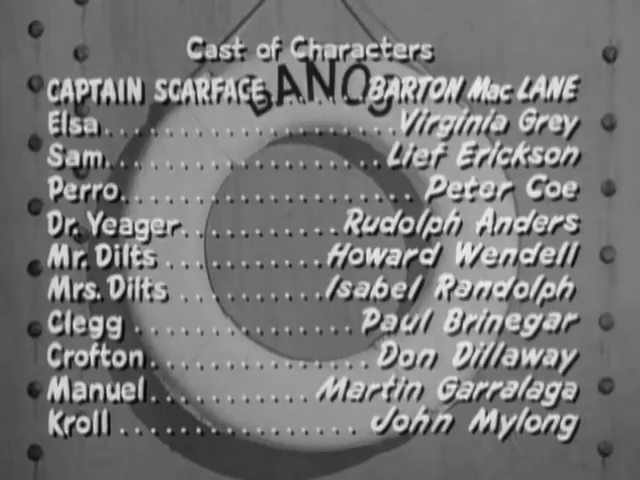 Cast of Characters
BANOS
CAPTAIN SCARFACE ..... BARTON Mac LANE
Elsa.....................Virginia Grey
Sam....................Lief Erickson
Perro......................Peter Coe
Dr. Yeager............Rudolph Anders
Mr. Dilts ............Howard Wendell
Mrs. Dilts ...........Isabel Randolph
Clegg ................Paul Brinegar
Crofton.................Don Dillaway
Manuel............Martin Garralaga
Kroll ..................John Mylong